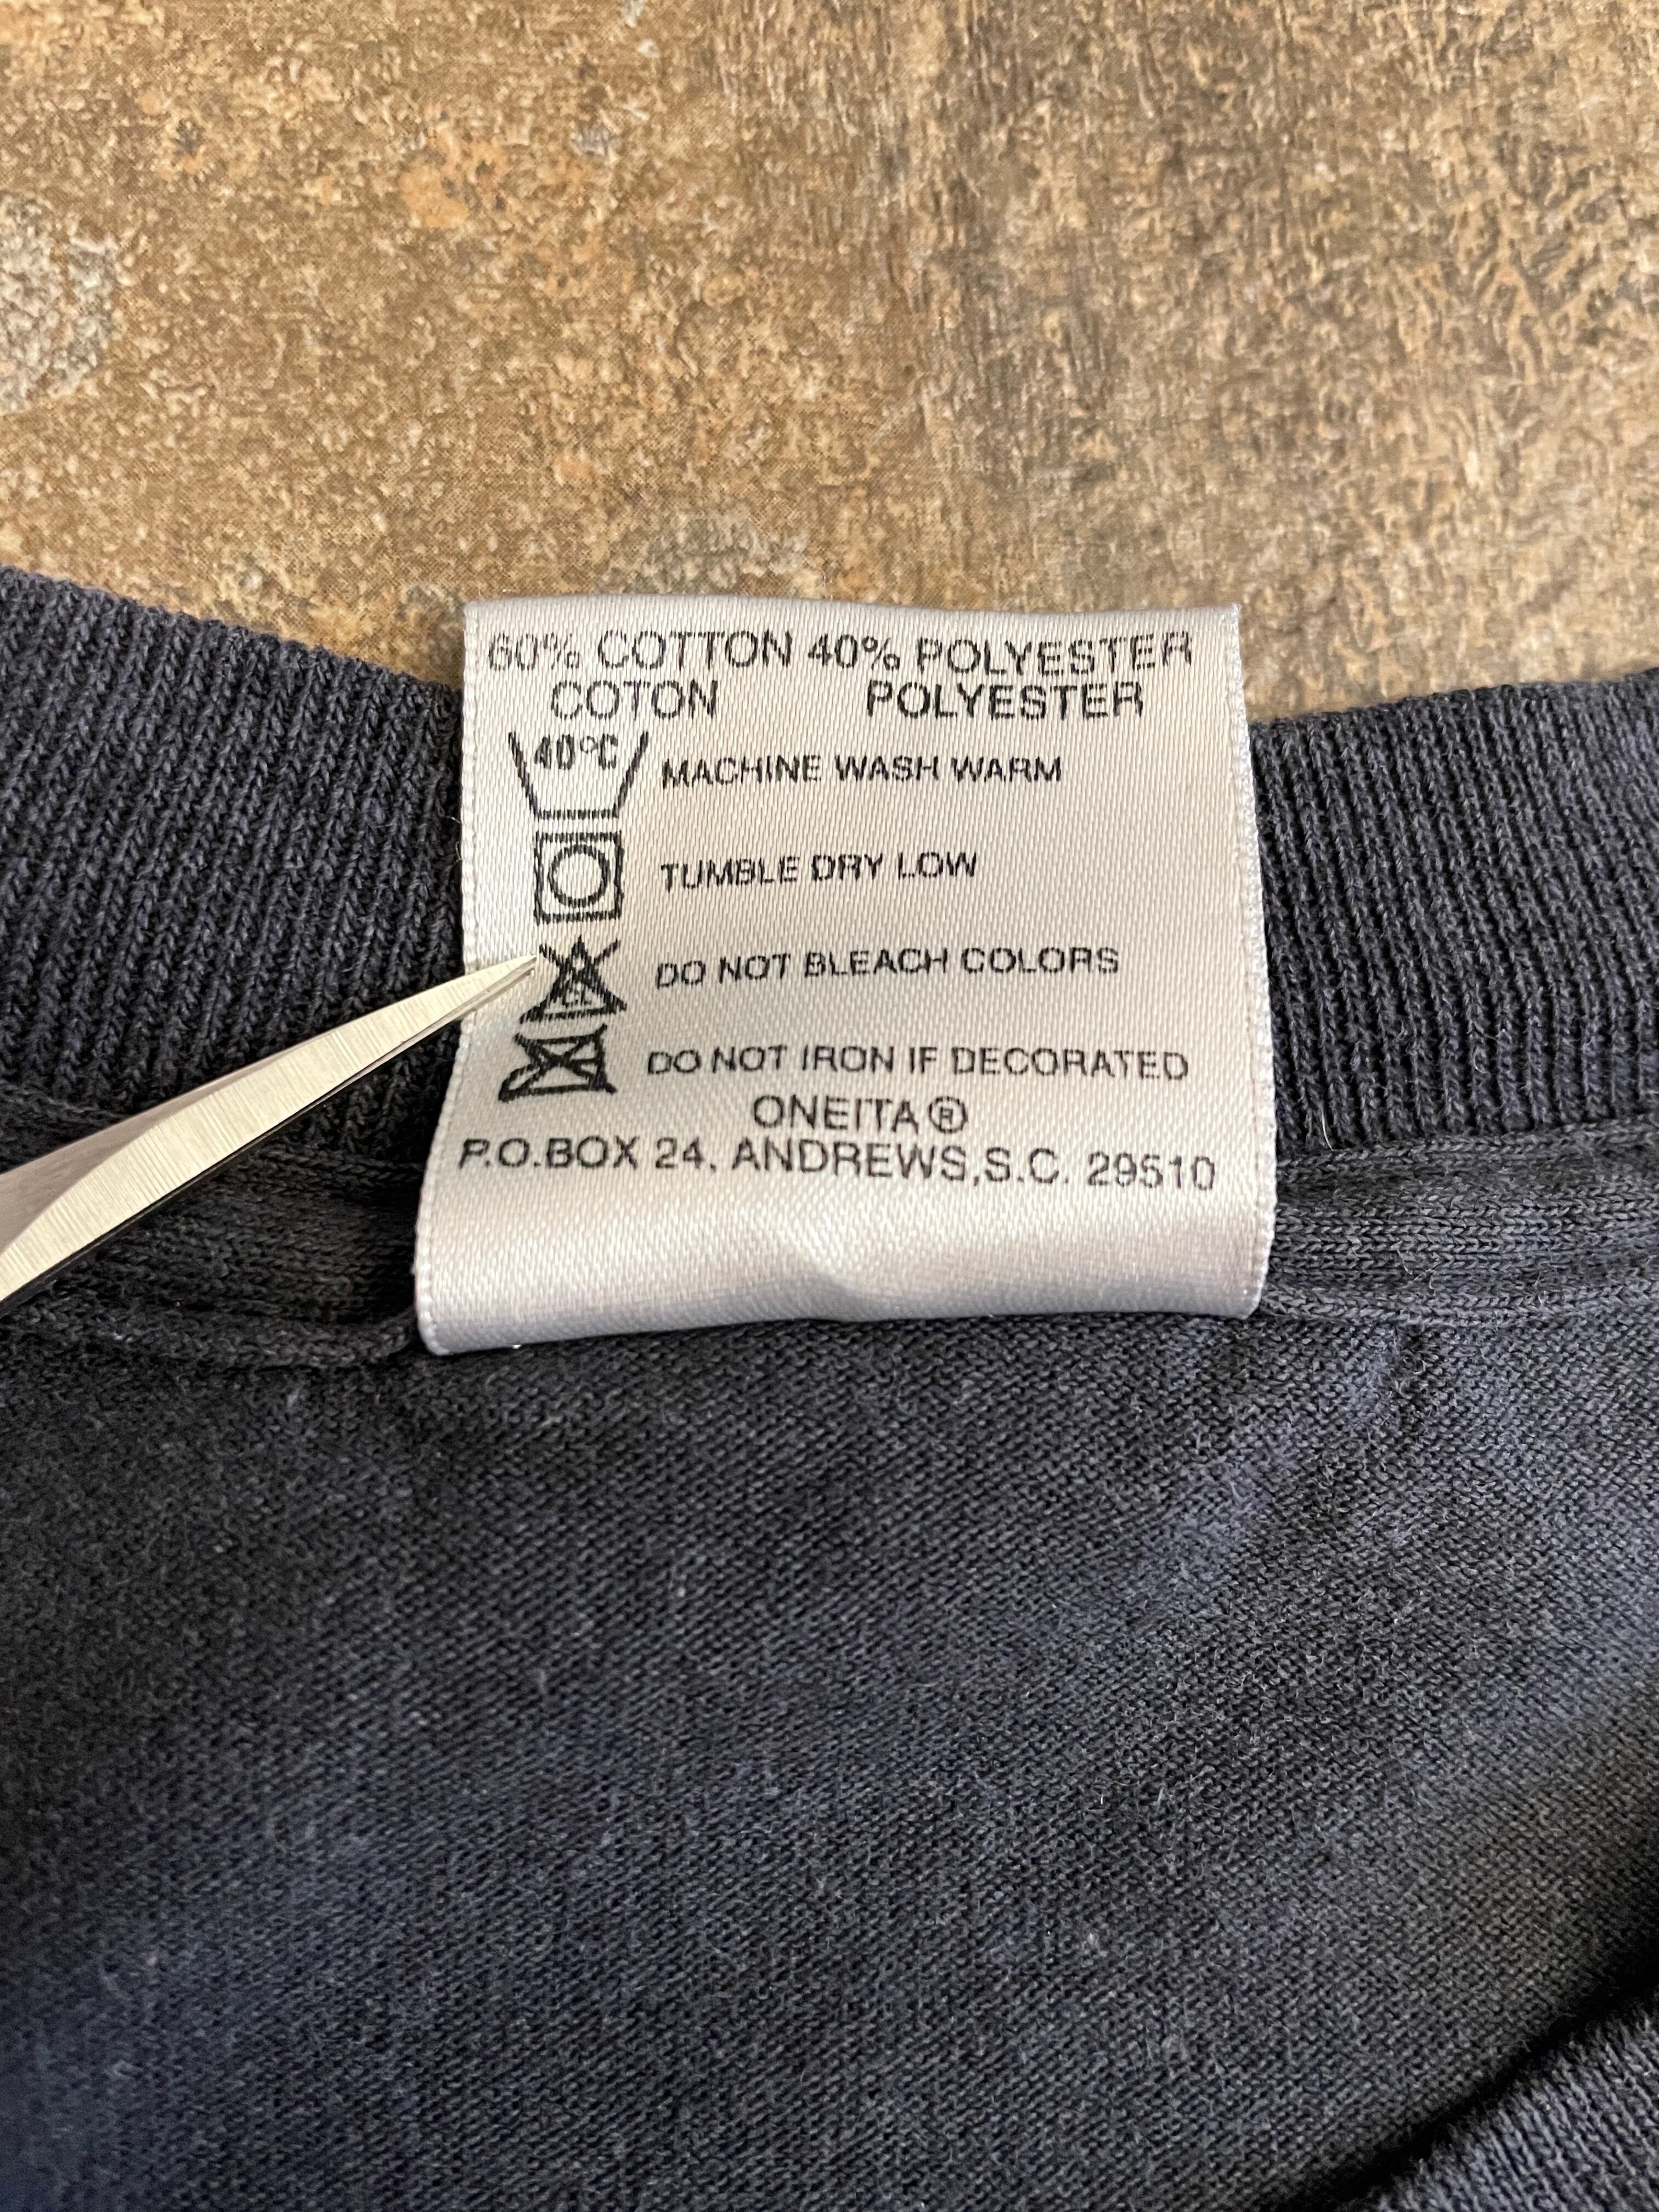 60% COTTON 40% POLYESTER
COTON POLYESTER
40°C MACHINE WASH WARM
TUMBLE DRY LOW
DO NOT BLEACH COLORS
DO NOT IRON IF DECORATED
ONEITA®
P.O.BOX 24, ANDREWS,S.C. 29510